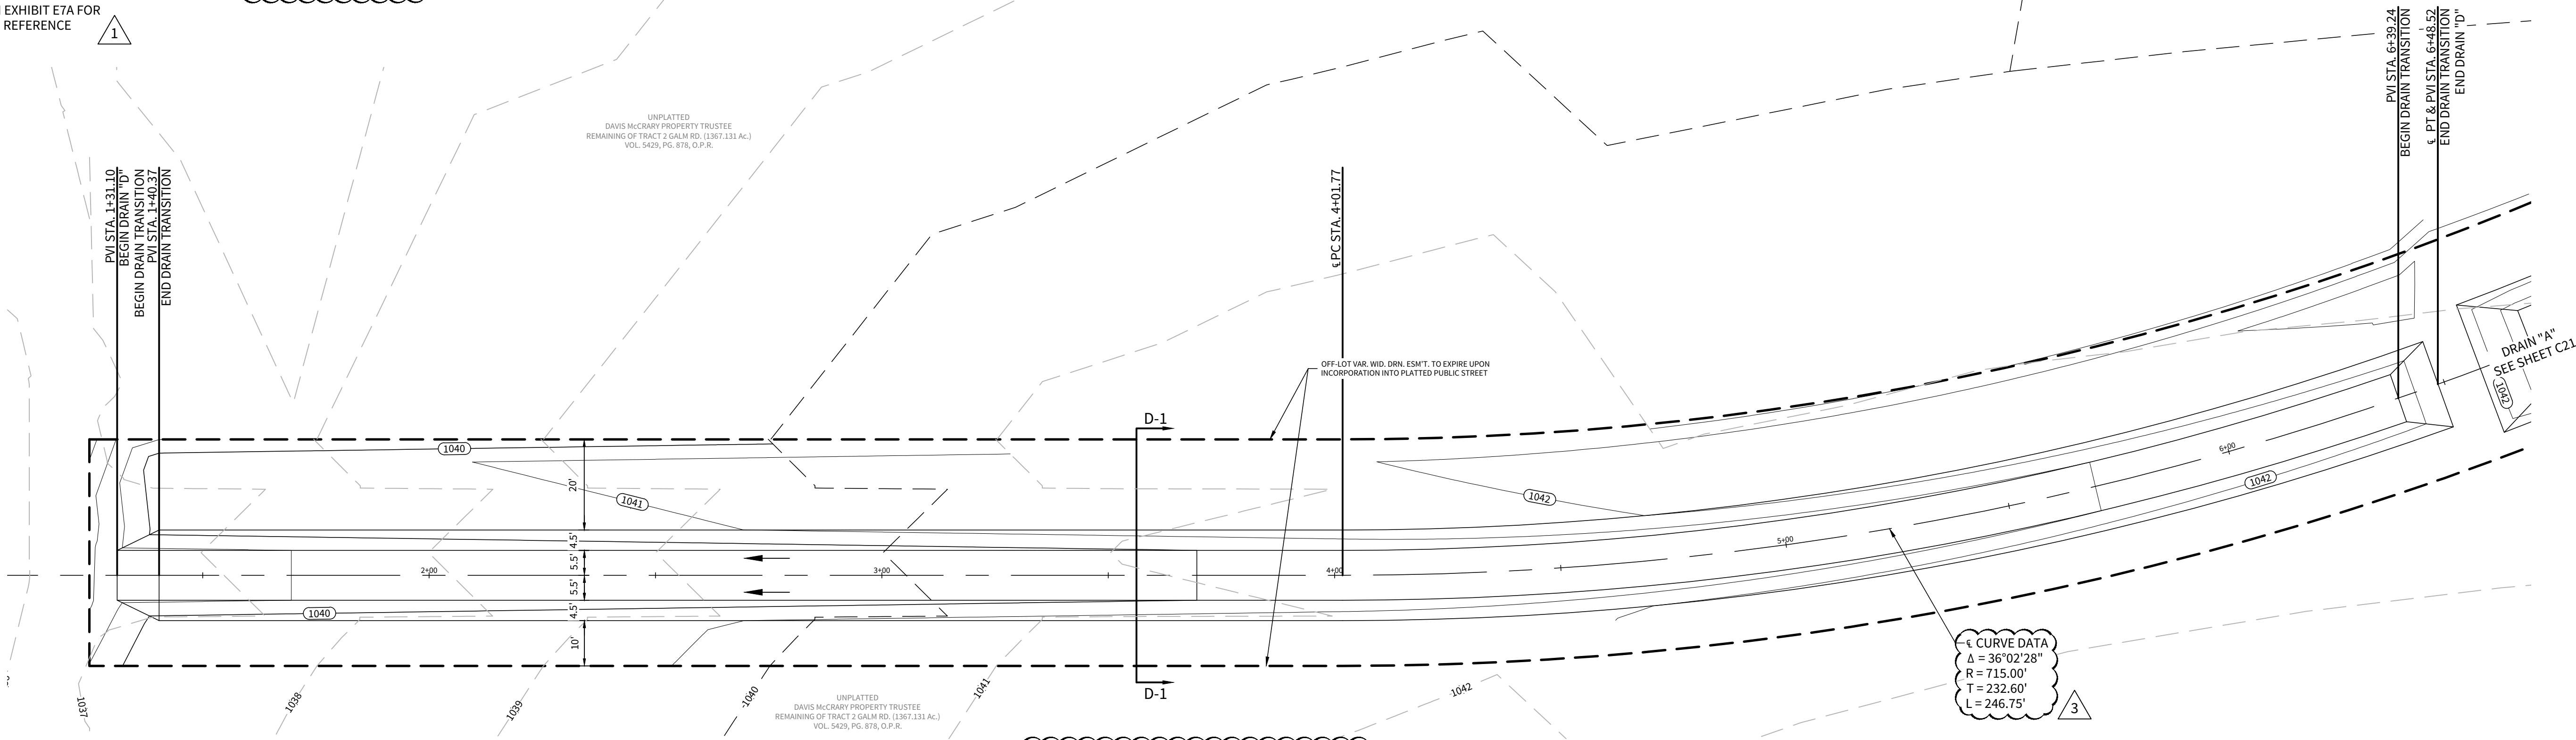 EXHIBIT E7A FOR
REFERENCE
1
UNPLATTED
DAVIS McCRARY PROPERTY TRUSTEE
REMAINING OF TRACT 2 GALM RD. (1367.131 Ac.)
VOL. 5429, PG. 878, O.P.R.
PVI STA. 1+31.10
BEGIN DRAIN "D"
BEGIN DRAIN TRANSITION
PVI STA. 1+40.37
END DRAIN TRANSITION
℄ PC STA. 4+01.77
PVI STA. 6+39.24
BEGIN DRAIN TRANSITION
℄ PT & PVI STA. 6+48.52
END DRAIN TRANSITION
END DRAIN "D"
DRAIN "A"
SEE SHEET C21
1042
OFF-LOT VAR. WID. DRN. ESM'T. TO EXPIRE UPON
INCORPORATION INTO PLATTED PUBLIC STREET
D-1
1040
1041
1042
1042
20'
4.5'
5.5'
5.5'
4.5'
10'
2+00
3+00
4+00
5+00
6+00
1040
D-1
1037
1038
1039
1040
1041
1042
UNPLATTED
DAVIS McCRARY PROPERTY TRUSTEE
REMAINING OF TRACT 2 GALM RD. (1367.131 Ac.)
VOL. 5429, PG. 878, O.P.R.
℄ CURVE DATA
Δ = 36°02'28"
R = 715.00'
T = 232.60'
L = 246.75'
3